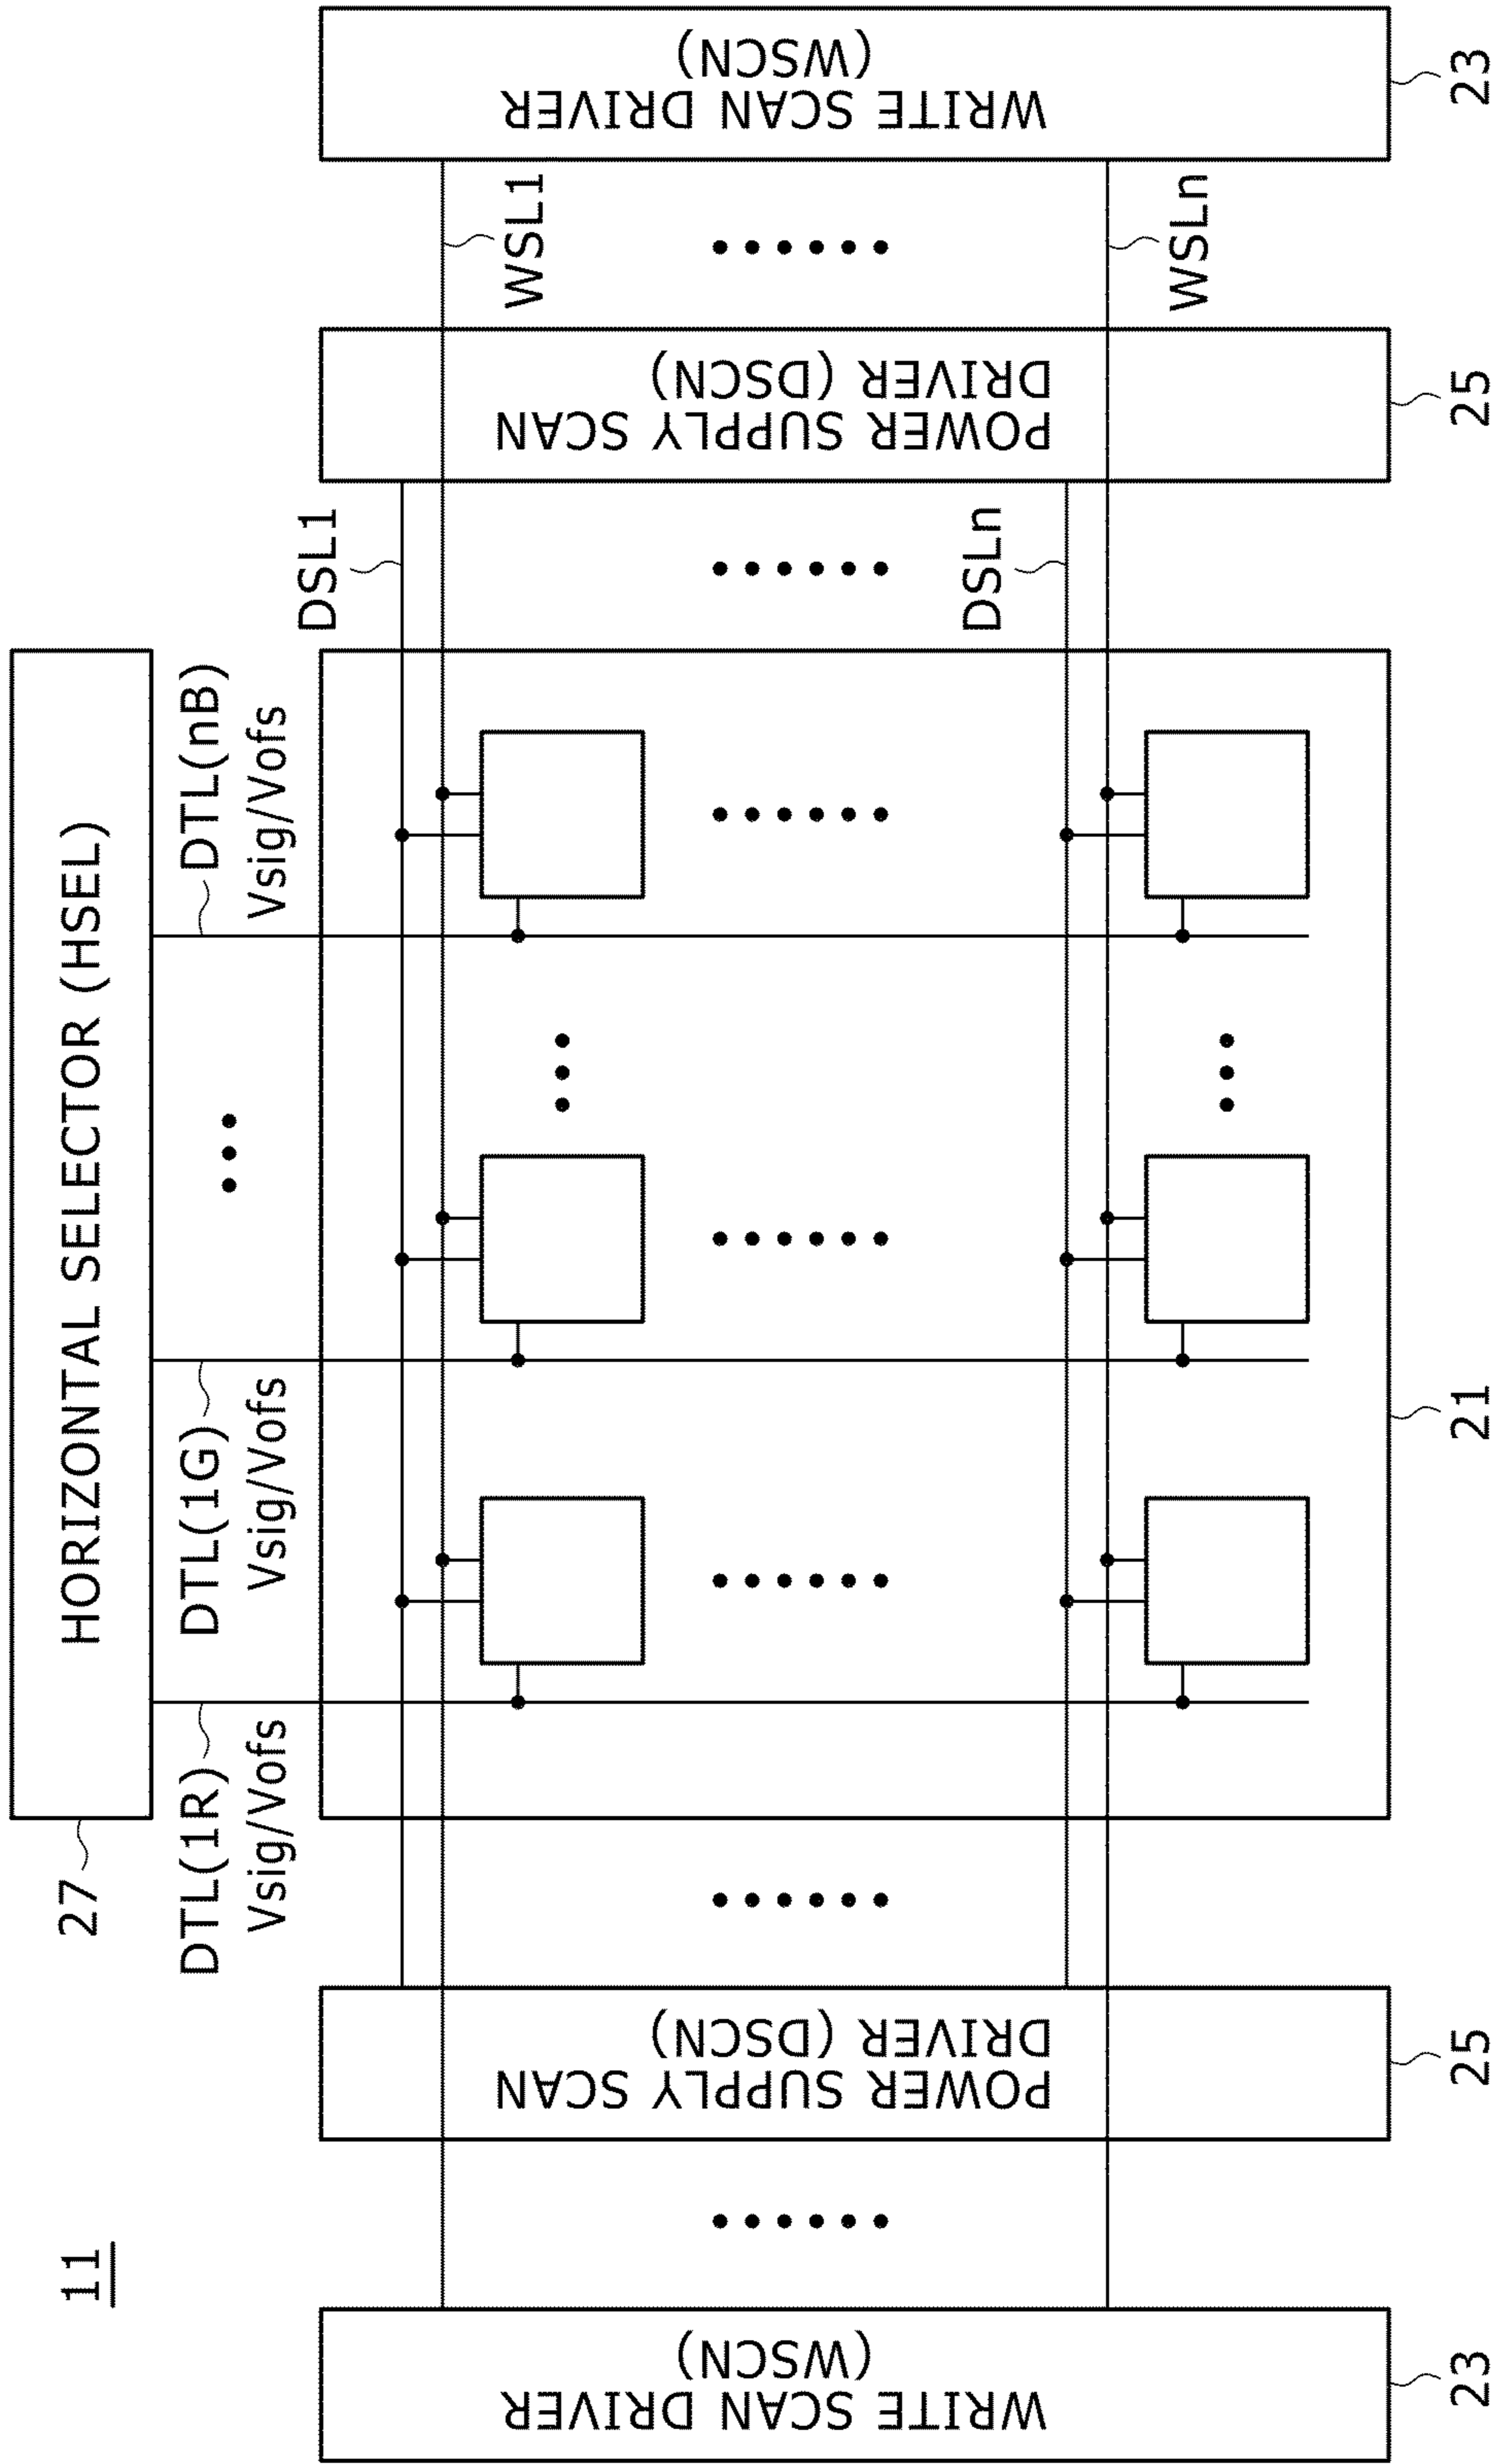 11
27
HORIZONTAL SELECTOR (HSEL)
DTL(1R)
Vsig/Vofs
DTL(1G)
Vsig/Vofs
DTL(nB)
Vsig/Vofs
DSL1
WSL1
DSLn
WSLn
WRITE SCAN DRIVER
(WSCN)
POWER SUPPLY SCAN
DRIVER (DSCN)
POWER SUPPLY SCAN
DRIVER (DSCN)
WRITE SCAN DRIVER
(WSCN)
23
25
21
25
23